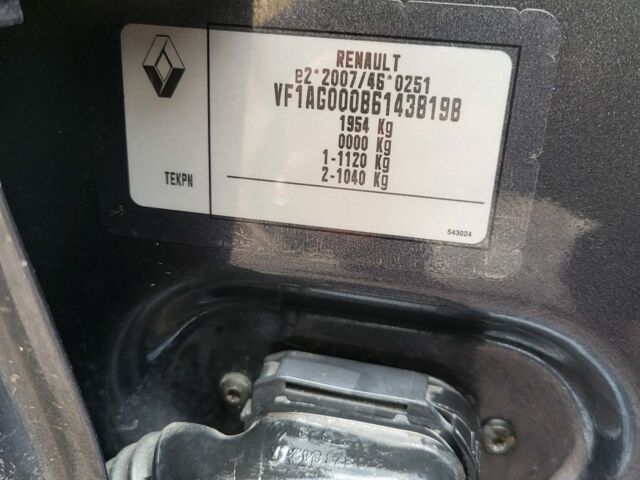 RENAULT
e2*2007/46*0251
VF1AG000B61438198
1954 Kg
0000 Kg
1-1120 Kg
2-1040 Kg
TEKPN
543024